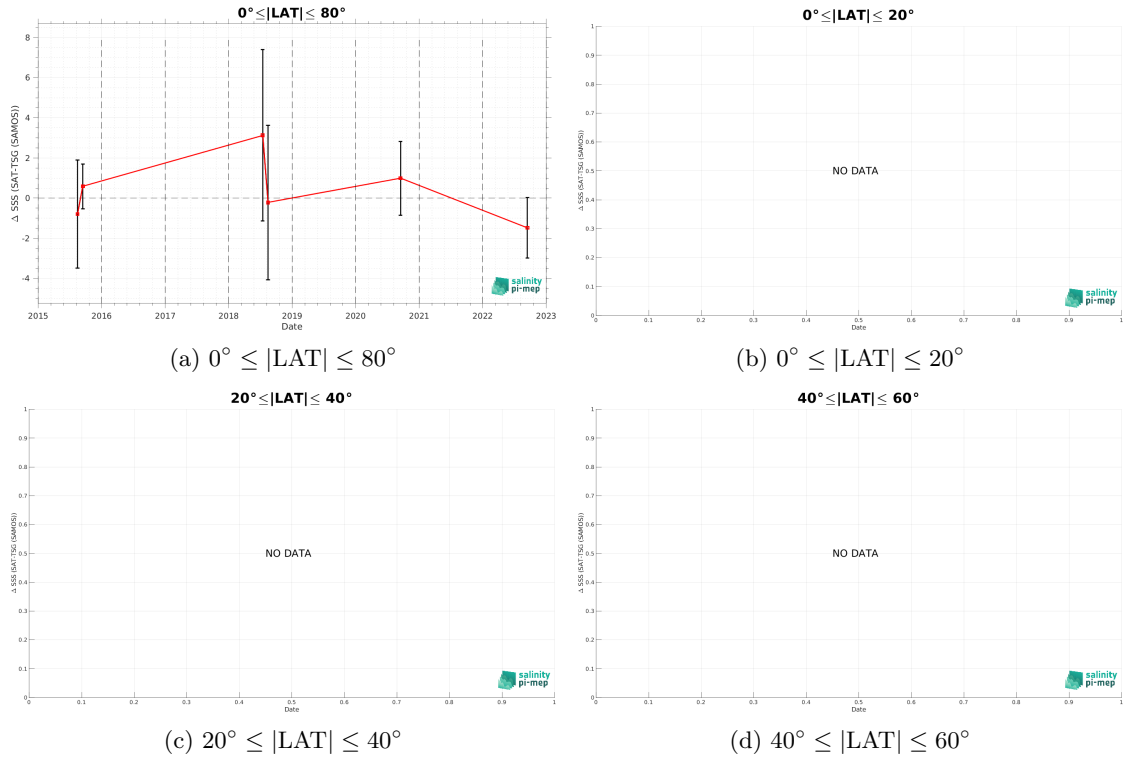 0°≤|LAT|≤ 80°
Δ SSS (SAT-TSG (SAMOS))
8
6
4
2
0
-2
-4
2015 2016 2017 2018 2019 2020 2021 2022 2023
Date
salinity
pi-mep
(a) 0° ≤ |LAT| ≤ 80°
0°≤|LAT|≤ 20°
Δ SSS (SAT-TSG (SAMOS))
1
0.9
0.8
0.7
0.6
0.5
0.4
0.3
0.2
0.1
0
NO DATA
0 0.1 0.2 0.3 0.4 0.5 0.6 0.7 0.8 0.9 1
Date
salinity
pi-mep
(b) 0° ≤ |LAT| ≤ 20°
20°≤|LAT|≤ 40°
Δ SSS (SAT-TSG (SAMOS))
1
0.9
0.8
0.7
0.6
0.5
0.4
0.3
0.2
0.1
0
NO DATA
0 0.1 0.2 0.3 0.4 0.5 0.6 0.7 0.8 0.9 1
Date
salinity
pi-mep
(c) 20° ≤ |LAT| ≤ 40°
40°≤|LAT|≤ 60°
Δ SSS (SAT-TSG (SAMOS))
1
0.9
0.8
0.7
0.6
0.5
0.4
0.3
0.2
0.1
0
NO DATA
0 0.1 0.2 0.3 0.4 0.5 0.6 0.7 0.8 0.9 1
Date
salinity
pi-mep
(d) 40° ≤ |LAT| ≤ 60°